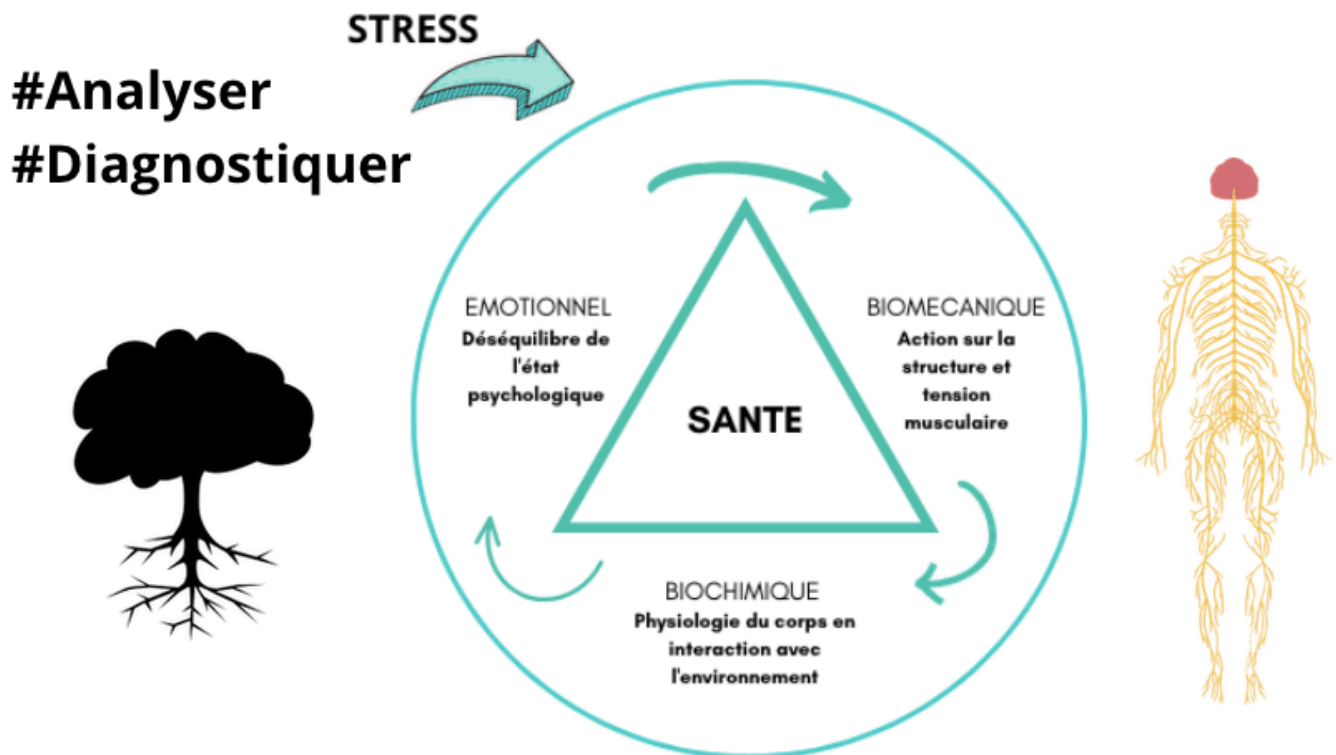 STRESS
#Analyser
#Diagnostiquer
EMOTIONNEL
Déséquilibre de
l'état
psychologique
BIOMECANIQUE
Action sur la
structure et
tension
musculaire
SANTE
BIOCHIMIQUE
Physiologie du corps en
interaction avec
l'environnement